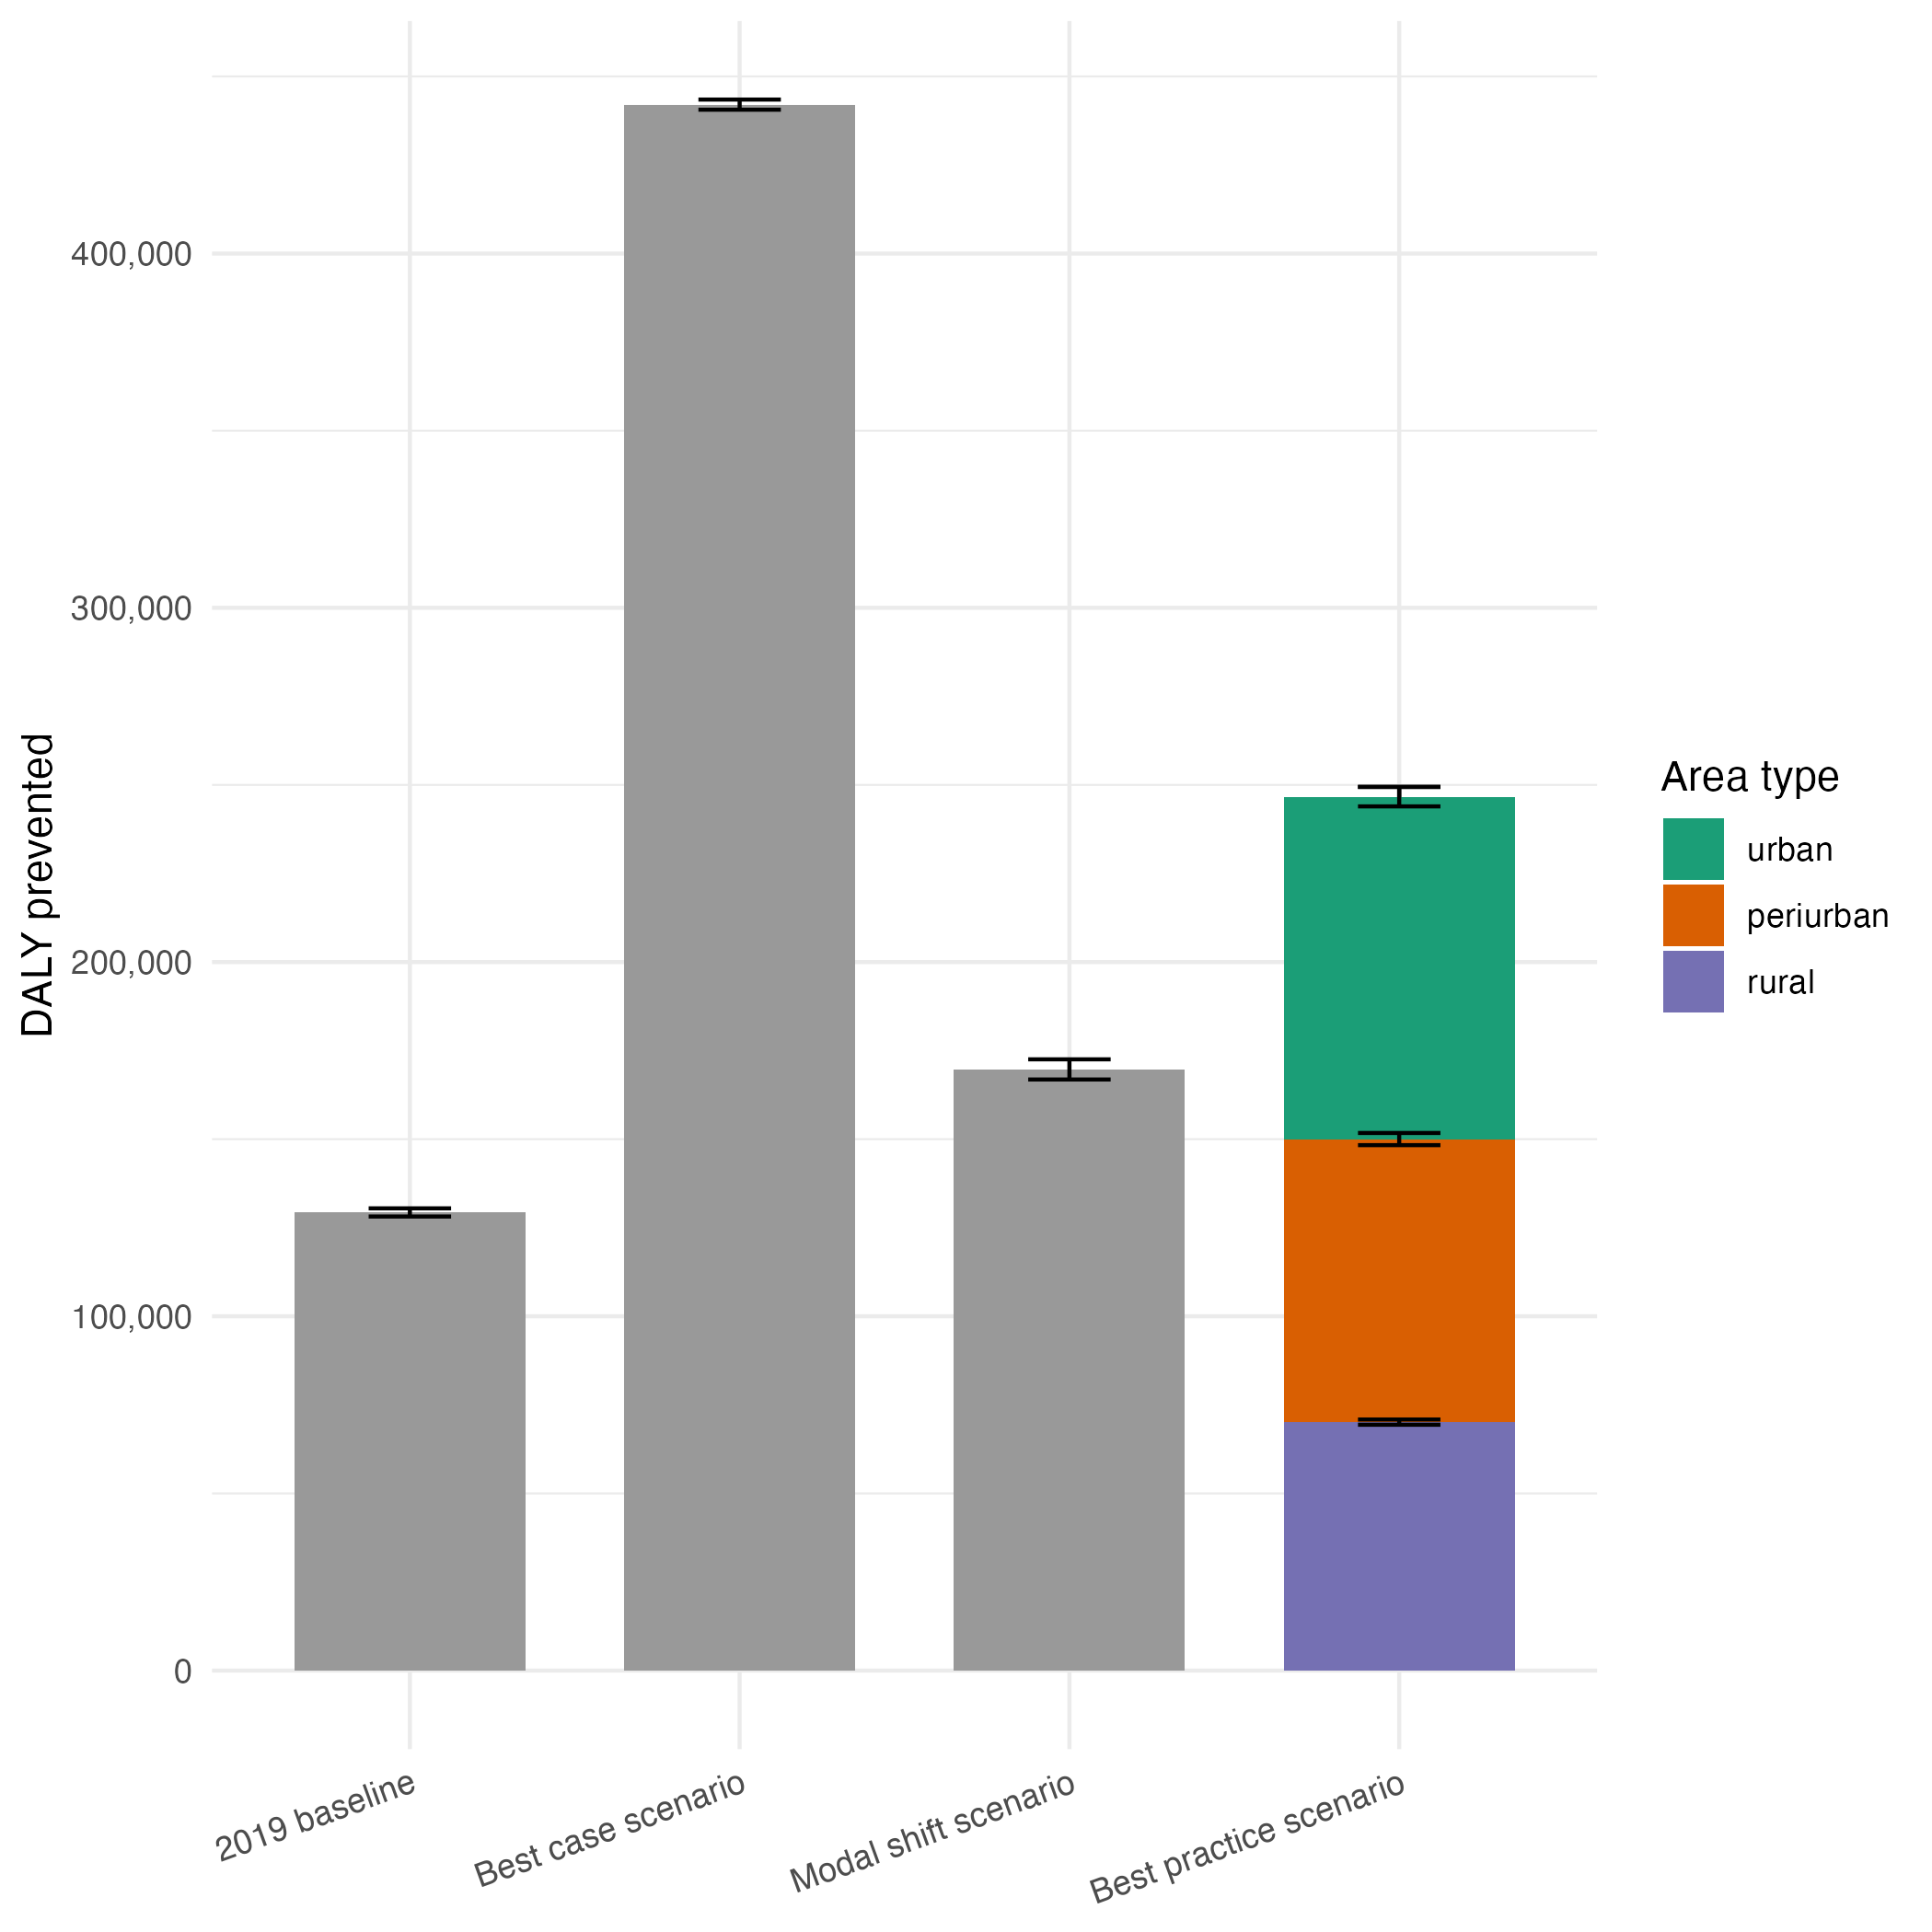 DALY prevented
400,000
300,000
200,000
100,000
0
2019 baseline
Best case scenario
Modal shift scenario
Best practice scenario
Area type
urban
periurban
rural